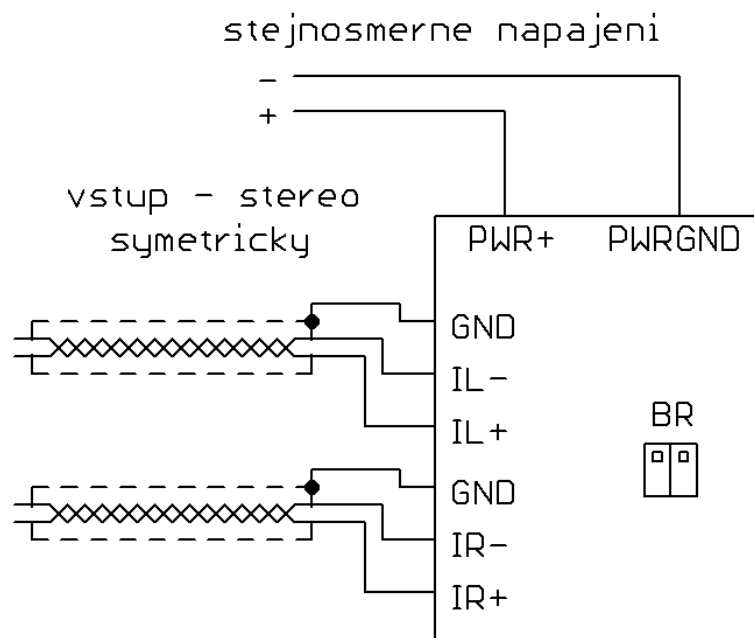 stejnosmerne napajeni
-
+
vstup - stereo
symetricky
PWR+ PWRGND
GND
IL-
IL+
BR
GND
IR-
IR+